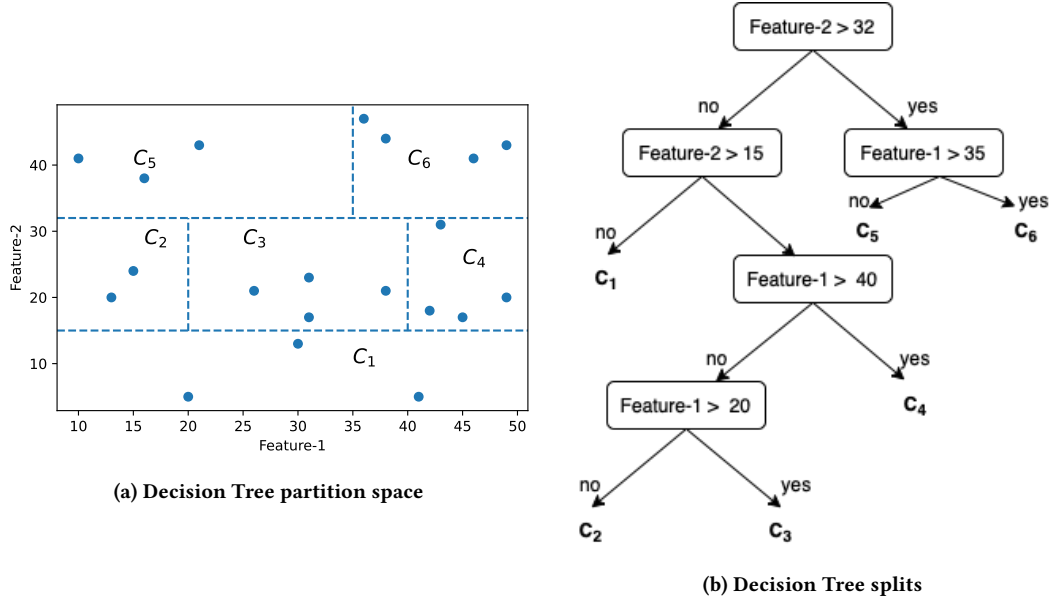 C5
C6
C2
C3
C4
C1
40
30
20
10
Feature-2
10
15
20
25
30
35
40
45
50
Feature-1
(a) Decision Tree partition space
Feature-2 > 32
no
yes
Feature-2 > 15
Feature-1 > 35
no
no
yes
C1
C5
C6
Feature-1 > 40
no
yes
Feature-1 > 20
C4
no
yes
C2
C3
(b) Decision Tree splits